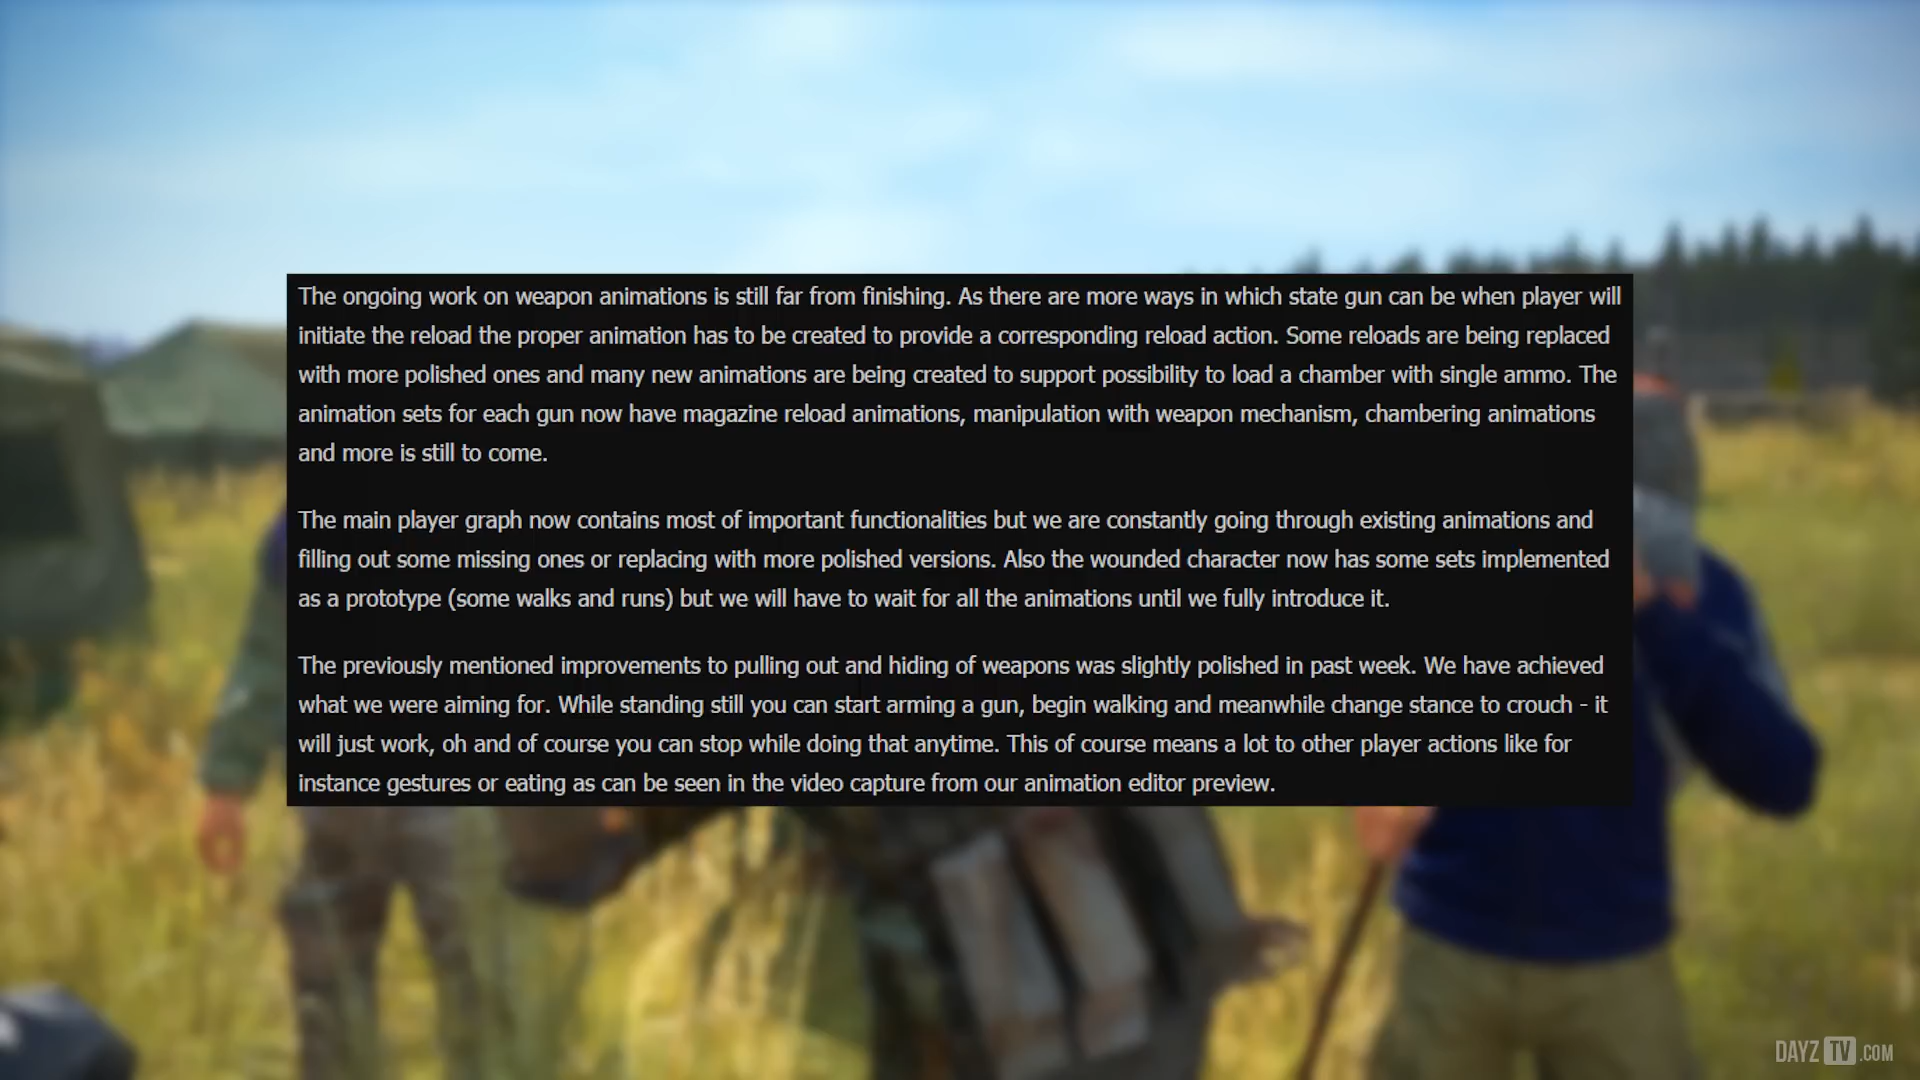 The ongoing work on weapon animations is still far from finishing. As there are more ways in which state gun can be when player will
initiate the reload the proper animation has to be created to provide a corresponding reload action. Some reloads are being replaced
with more polished ones and many new animations are being created to support possibility to load a chamber with single ammo. The
animation sets for each gun now have magazine reload animations, manipulation with weapon mechanism, chambering animations
and more is still to come.
The main player graph now contains most of important functionalities but we are constantly going through existing animations and
filling out some missing ones or replacing with more polished versions. Also the wounded character now has some sets implemented
as a prototype (some walks and runs) but we will have to wait for all the animations until we fully introduce it.
The previously mentioned improvements to pulling out and hiding of weapons was slightly polished in past week. We have achieved
what we were aiming for. While standing still you can start arming a gun, begin walking and meanwhile change stance to crouch - it
will just work, oh and of course you can stop while doing that anytime. This of course means a lot to other player actions like for
instance gestures or eating as can be seen in the video capture from our animation editor preview.
DAYZ TV .COM